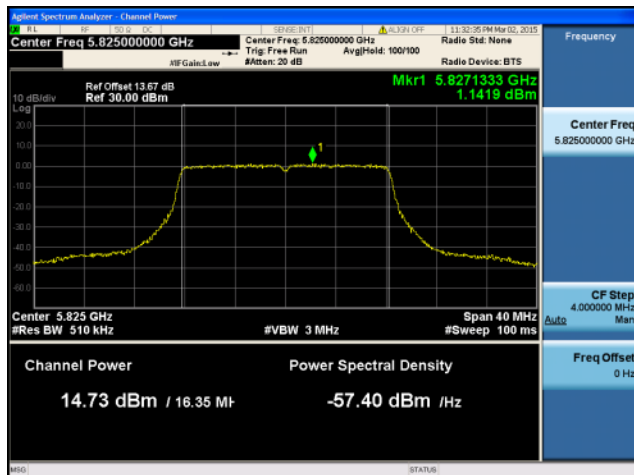 Agilent Spectrum Analyzer - Channel Power
RL RF 50 Ω DC SENSE:INT ALIGN OFF 11:32:35 PM Mar 02, 2015
Center Freq 5.825000000 GHz Center Freq: 5.825000000 GHz Radio Std: None
Trig: Free Run Avg|Hold: 100/100
#IFGain:Low #Atten: 20 dB Radio Device: BTS
Frequency
Mkr1 5.8271333 GHz
1.1419 dBm
Ref Offset 13.67 dB
10 dB/div Ref 30.00 dBm
Log
20.0
10.0
0.00
-10.0
-20.0
-30.0
-40.0
-50.0
-60.0
1
Center 5.825 GHz Span 40 MHz
#Res BW 510 kHz #VBW 3 MHz #Sweep 100 ms
Channel Power Power Spectral Density
14.73 dBm / 16.35 MH -57.40 dBm /Hz
Center Freq
5.825000000 GHz
CF Step
4.000000 MHz
Auto Man
Freq Offset
0 Hz
MSG STATUS